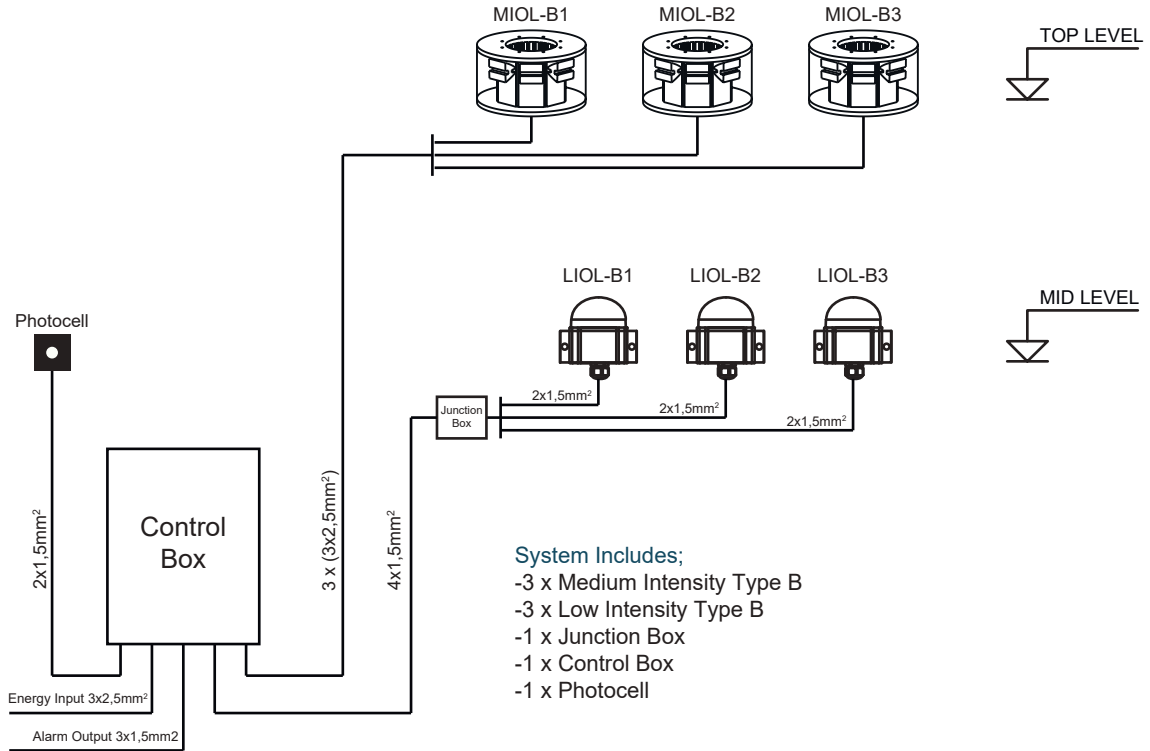 MIOL-B1
MIOL-B2
MIOL-B3
TOP LEVEL
LIOL-B1
LIOL-B2
LIOL-B3
MID LEVEL
Photocell
2x1,5mm²
2x1,5mm²
2x1,5mm²
Junction
Box
Control
Box
2x1,5mm²
3 x (3x2,5mm²)
4x1,5mm²
System Includes;
-3 x Medium Intensity Type B
-3 x Low Intensity Type B
-1 x Junction Box
-1 x Control Box
-1 x Photocell
Energy Input 3x2,5mm²
Alarm Output 3x1,5mm2